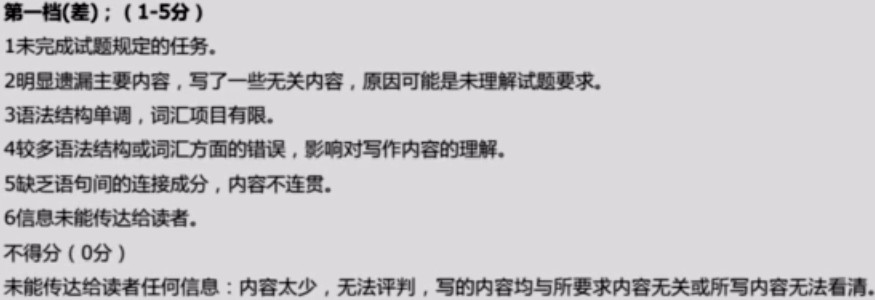 第一档(差)；（1-5分）
1未完成试题规定的任务。
2明显遗漏主要内容，写了一些无关内容，原因可能是未理解试题要求。
3语法结构单调，词汇项目有限。
4较多语法结构或词汇方面的错误，影响对写作内容的理解。
5缺乏语句间的连接成分，内容不连贯。
6信息未能传达给读者。
不得分（0分）
未能传达给读者任何信息：内容太少，无法评判，写的内容均与所要求内容无关或所写内容无法看清。